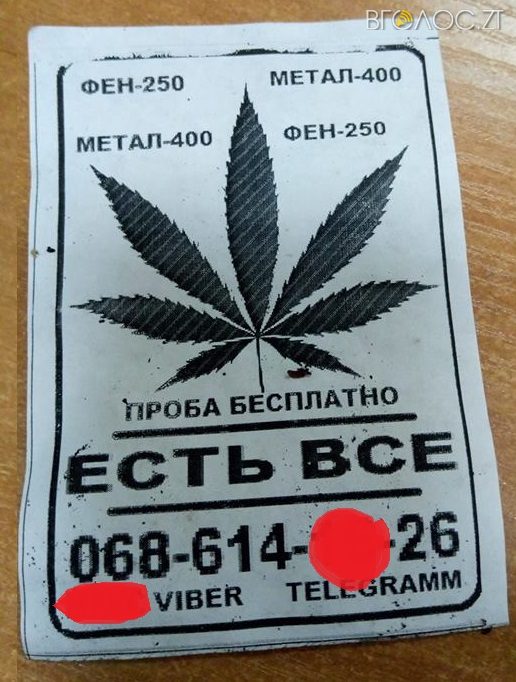 ВГОЛОС.ZT
ФЕН-250 МЕТАЛ-400
МЕТАЛ-400 ФЕН-250
ПРОБА БЕСПЛАТНО
ЕСТЬ ВСЕ
068-614- -26
VIBER TELEGRAMM